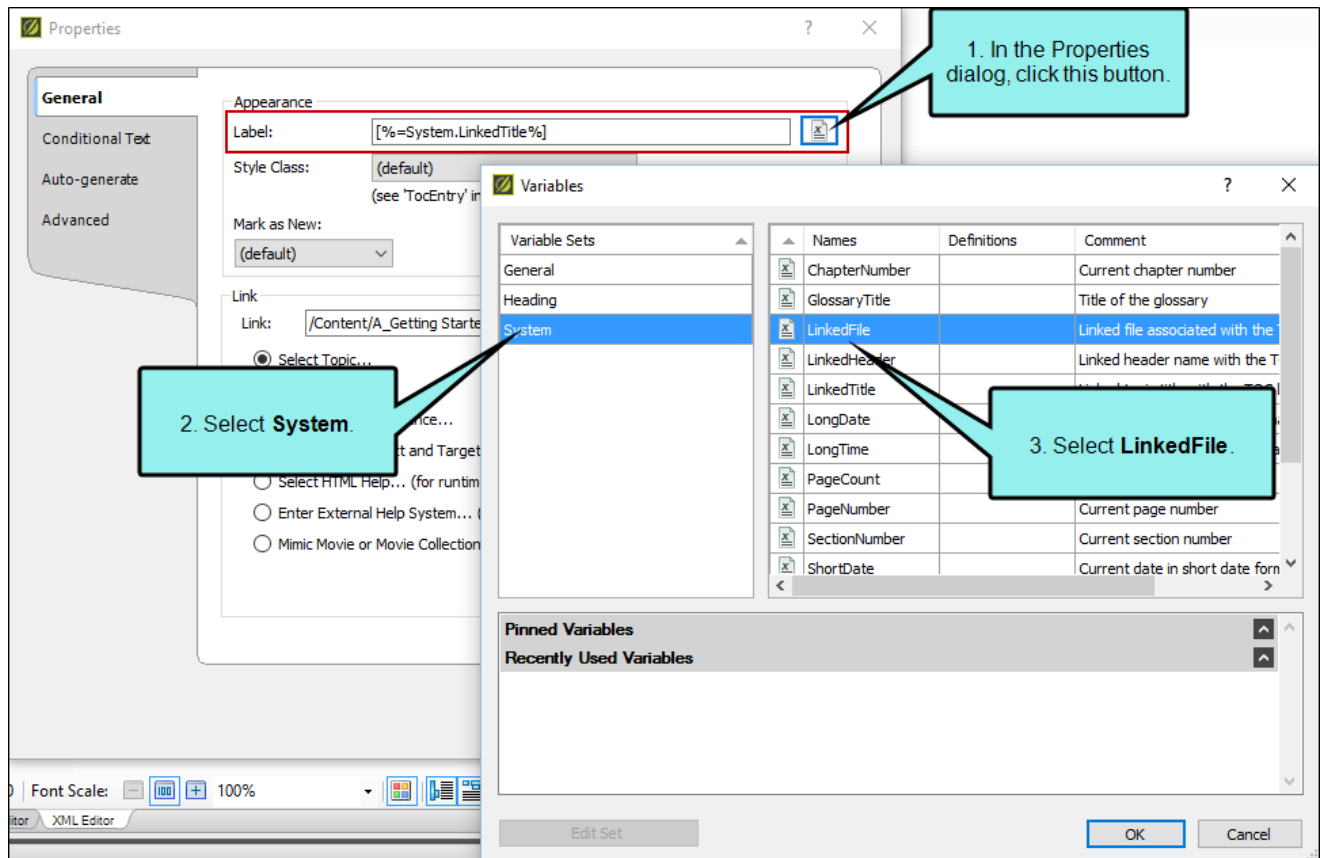 Properties
?
1. In the Properties
dialog, click this button.
General
Conditional Text
Auto-generate
Advanced
Appearance
Label:
[%=System.LinkedTitle%]
Style Class:
(default)
(see 'TocEntry' in
Mark as New:
(default)
Link
Link:
/Content/A_Getting Starte
Select Topic...
2. Select System.
ct and Target
Select HTML Help... (for runtim
Enter External Help System... (
Mimic Movie or Movie Collection
Variables
?
Variable Sets
General
Heading
System
Names Definitions Comment
ChapterNumber Current chapter number
GlossaryTitle Title of the glossary
LinkedFile Linked file associated with the
LinkedHeader Linked header name with the T
LinkedTitle
LongDate
LongTime
PageCount
PageNumber Current page number
SectionNumber Current section number
ShortDate Current date in short date form
3. Select LinkedFile.
Pinned Variables
Recently Used Variables
Edit Set
OK
Cancel
Font Scale:
100%
itor
XML Editor